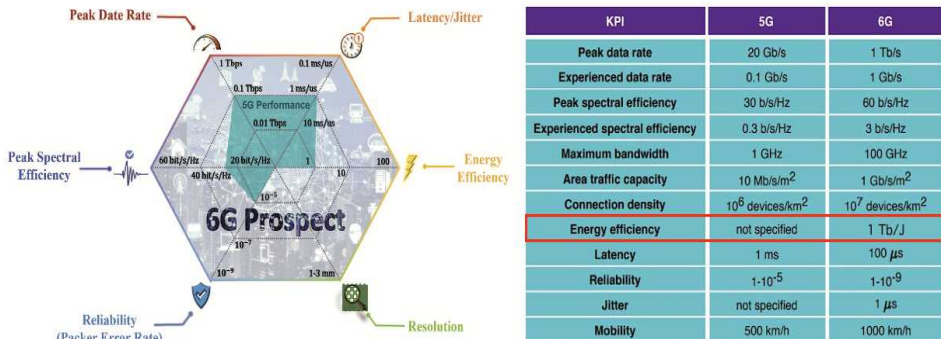 Peak Date Rate
Latency/Jitter
1 Tbps
0.1 ms/us
0.1 Tbps
1 ms/us
5G Performance
0.01 Tbps
10 ms/us
Peak Spectral
Efficiency
60 bit/s/Hz
40 bit/s/Hz
20 bit/s/Hz
1
10
100
Energy
Efficiency
10⁻⁵
6G Prospect
10⁻⁷
10⁻⁹
1-3 mm
Reliability
(Packer Error Rate)
Resolution
KPI 5G 6G
Peak data rate 20 Gb/s 1 Tb/s
Experienced data rate 0.1 Gb/s 1 Gb/s
Peak spectral efficiency 30 b/s/Hz 60 b/s/Hz
Experienced spectral efficiency 0.3 b/s/Hz 3 b/s/Hz
Maximum bandwidth 1 GHz 100 GHz
Area traffic capacity 10 Mb/s/m² 1 Gb/s/m²
Connection density 10⁶ devices/km² 10⁷ devices/km²
Energy efficiency not specified 1 Tb/J
Latency 1 ms 100 μs
Reliability 1-10⁻⁵ 1-10⁻⁹
Jitter not specified 1 μs
Mobility 500 km/h 1000 km/h